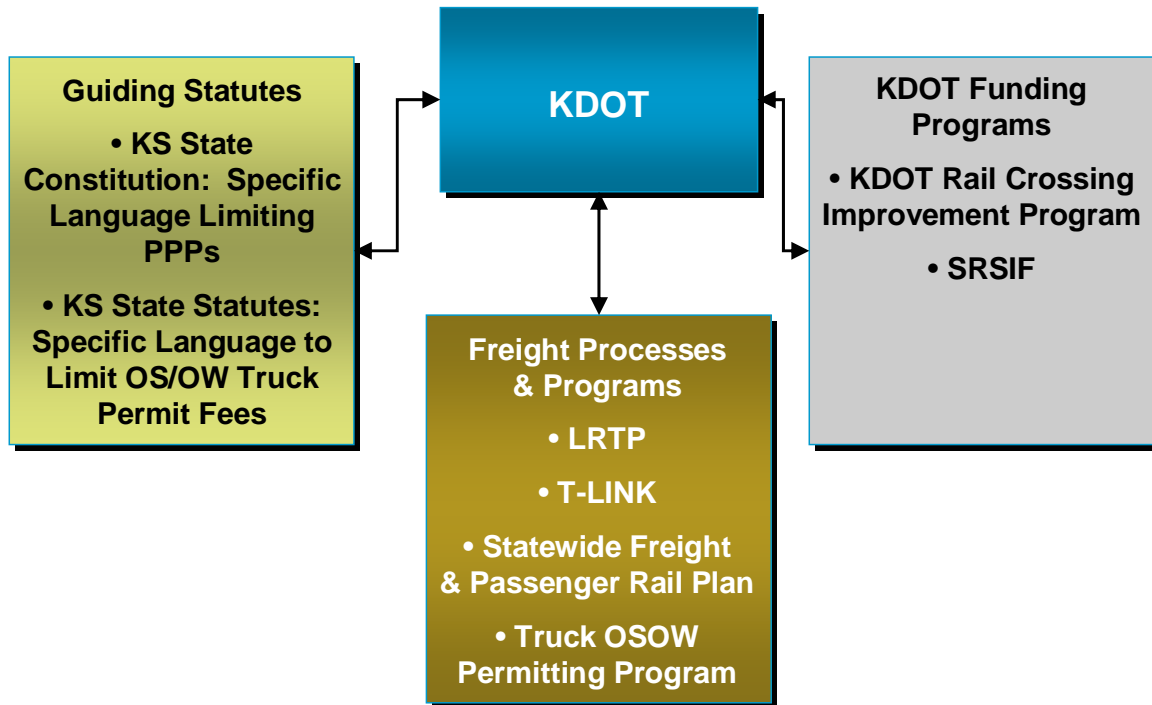 KDOT
Guiding Statutes
• KS State
Constitution:  Specific
Language Limiting
PPPs
• KS State Statutes:
Specific Language to
Limit OS/OW Truck
Permit Fees
Freight Processes
& Programs
• LRTP
• T-LINK
• Statewide Freight
& Passenger Rail Plan
• Truck OSOW
Permitting Program
KDOT Funding
Programs
• KDOT Rail Crossing
Improvement Program
• SRSIF